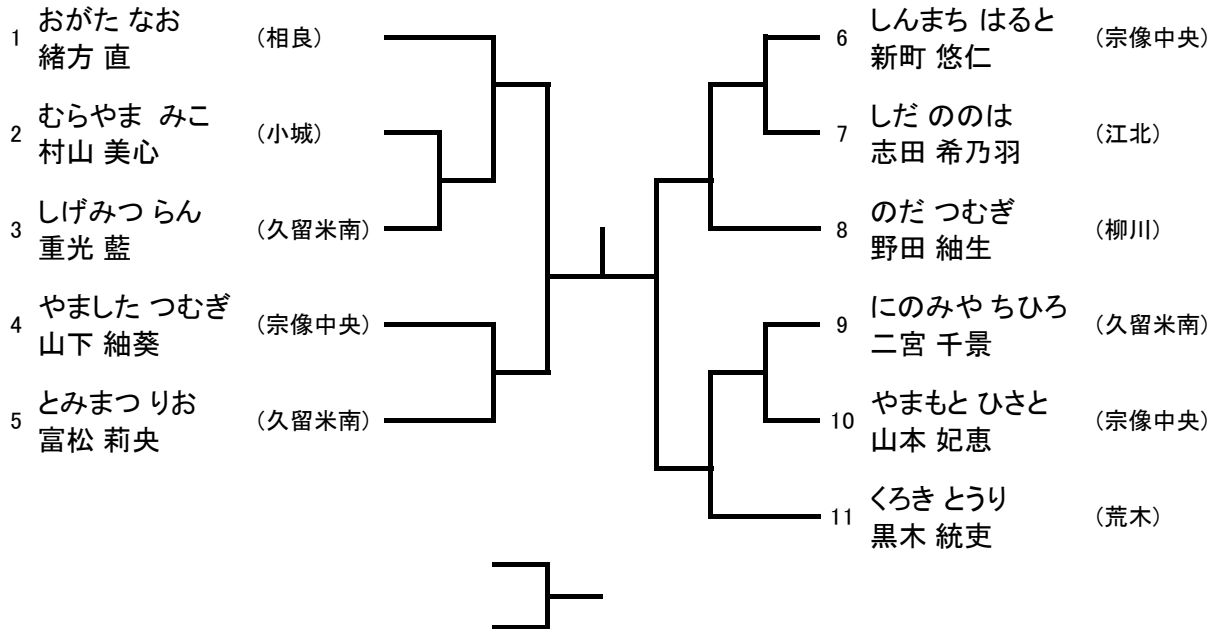 おがた なお
1 緒方 直 (相良)
むらやま みこ
2 村山 美心 (小城)
しげみつ らん
3 重光 藍 (久留米南)
やました つむぎ
4 山下 紬葵 (宗像中央)
とみまつ りお
5 富松 莉央 (久留米南)
しんまち はると
6 新町 悠仁 (宗像中央)
しだ ののは
7 志田 希乃羽 (江北)
のだ つむぎ
8 野田 紬生 (柳川)
にのみや ちひろ
9 二宮 千景 (久留米南)
やまもと ひさと
10 山本 妃恵 (宗像中央)
くろき とうり
11 黒木 統吏 (荒木)